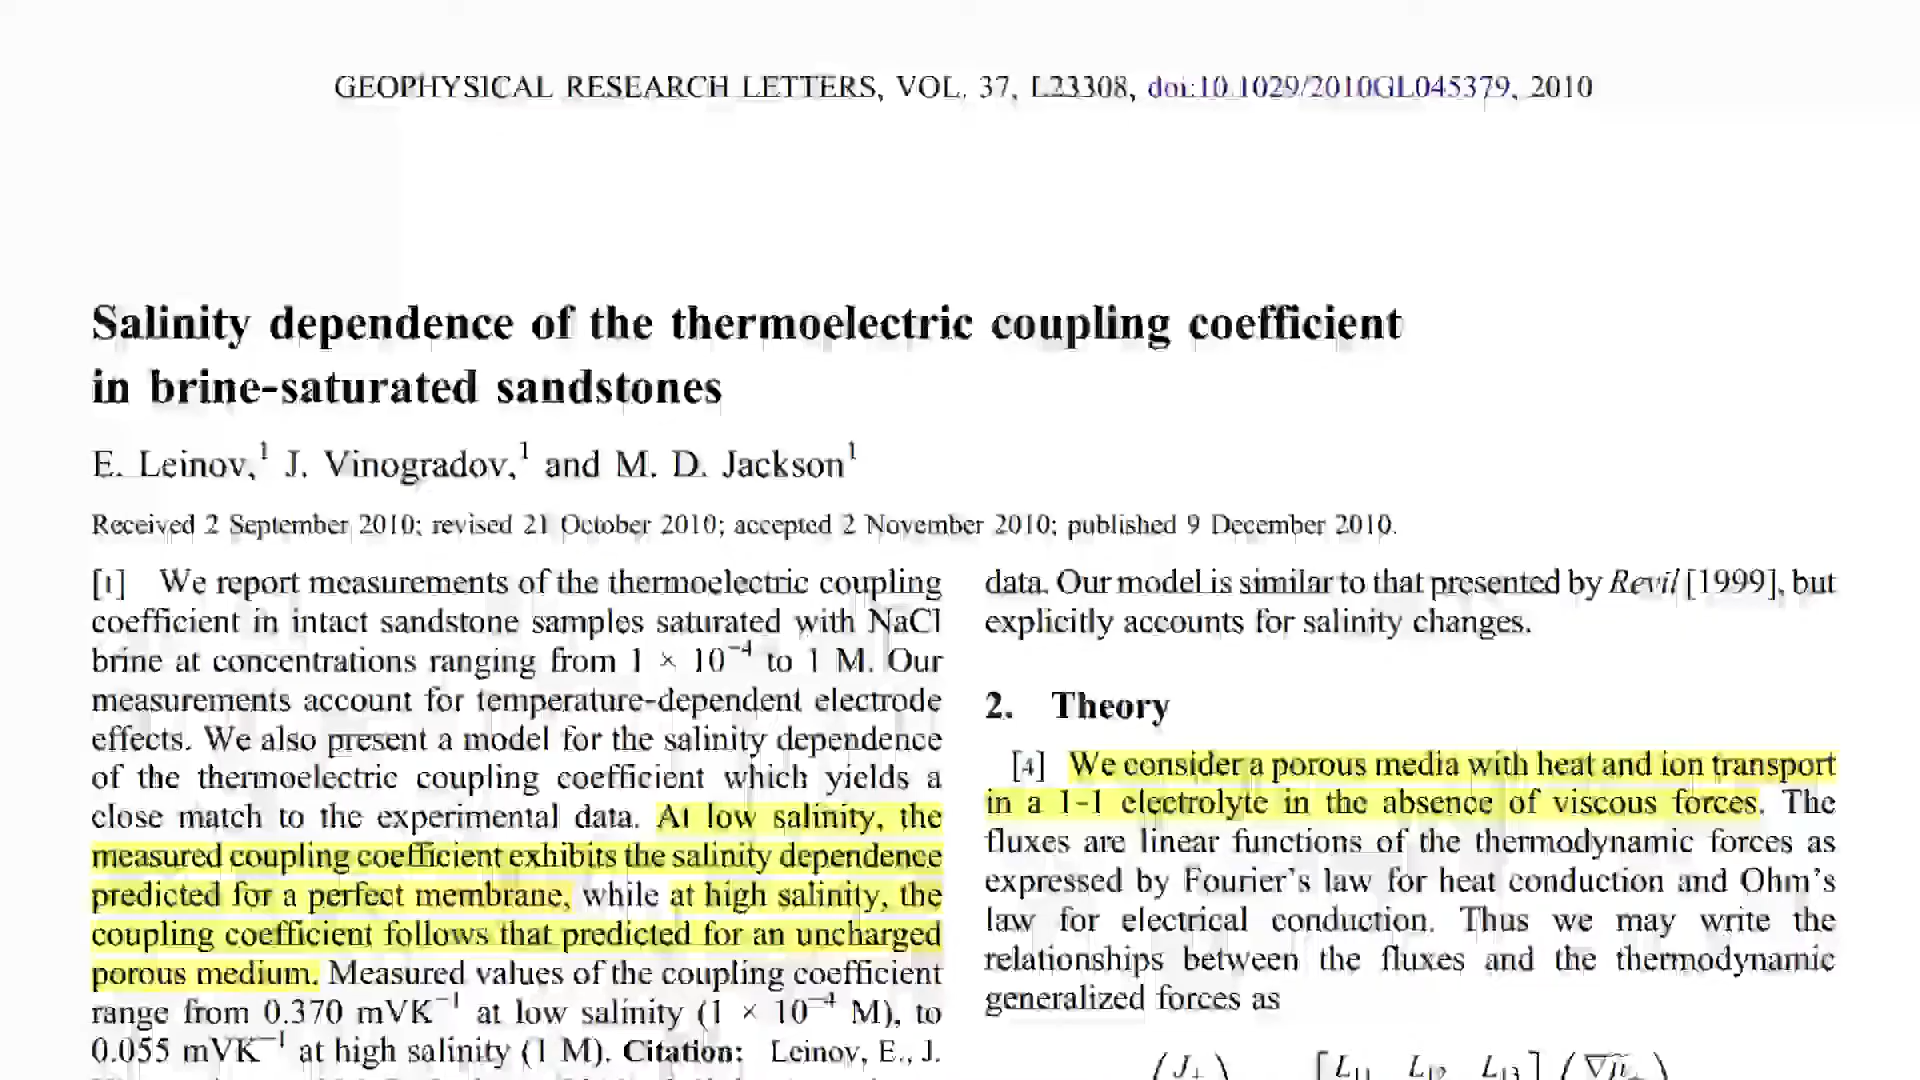 GEOPHYSICAL RESEARCH LETTERS, VOL. 37, L23308, doi:10.1029/2010GL045379, 2010
Salinity dependence of the thermoelectric coupling coefficient
in brine-saturated sandstones
E. Leinov,¹ J. Vinogradov,¹ and M. D. Jackson¹
Received 2 September 2010; revised 21 October 2010; accepted 2 November 2010; published 9 December 2010.
[1] We report measurements of the thermoelectric coupling
coefficient in intact sandstone samples saturated with NaCl
brine at concentrations ranging from 1 × 10⁻⁴ to 1 M. Our
measurements account for temperature-dependent electrode
effects. We also present a model for the salinity dependence
of the thermoelectric coupling coefficient which yields a
close match to the experimental data. At low salinity, the
measured coupling coefficient exhibits the salinity dependence
predicted for a perfect membrane, while at high salinity, the
coupling coefficient follows that predicted for an uncharged
porous medium. Measured values of the coupling coefficient
range from 0.370 mVK⁻¹ at low salinity (1 × 10⁻⁴ M), to
0.055 mVK⁻¹ at high salinity (1 M). Citation: Leinov, E., J.
data. Our model is similar to that presented by Revil [1999], but
explicitly accounts for salinity changes.
2. Theory
[4] We consider a porous media with heat and ion transport
in a 1-1 electrolyte in the absence of viscous forces. The
fluxes are linear functions of the thermodynamic forces as
expressed by Fourier's law for heat conduction and Ohm's
law for electrical conduction. Thus we may write the
relationships between the fluxes and the thermodynamic
generalized forces as